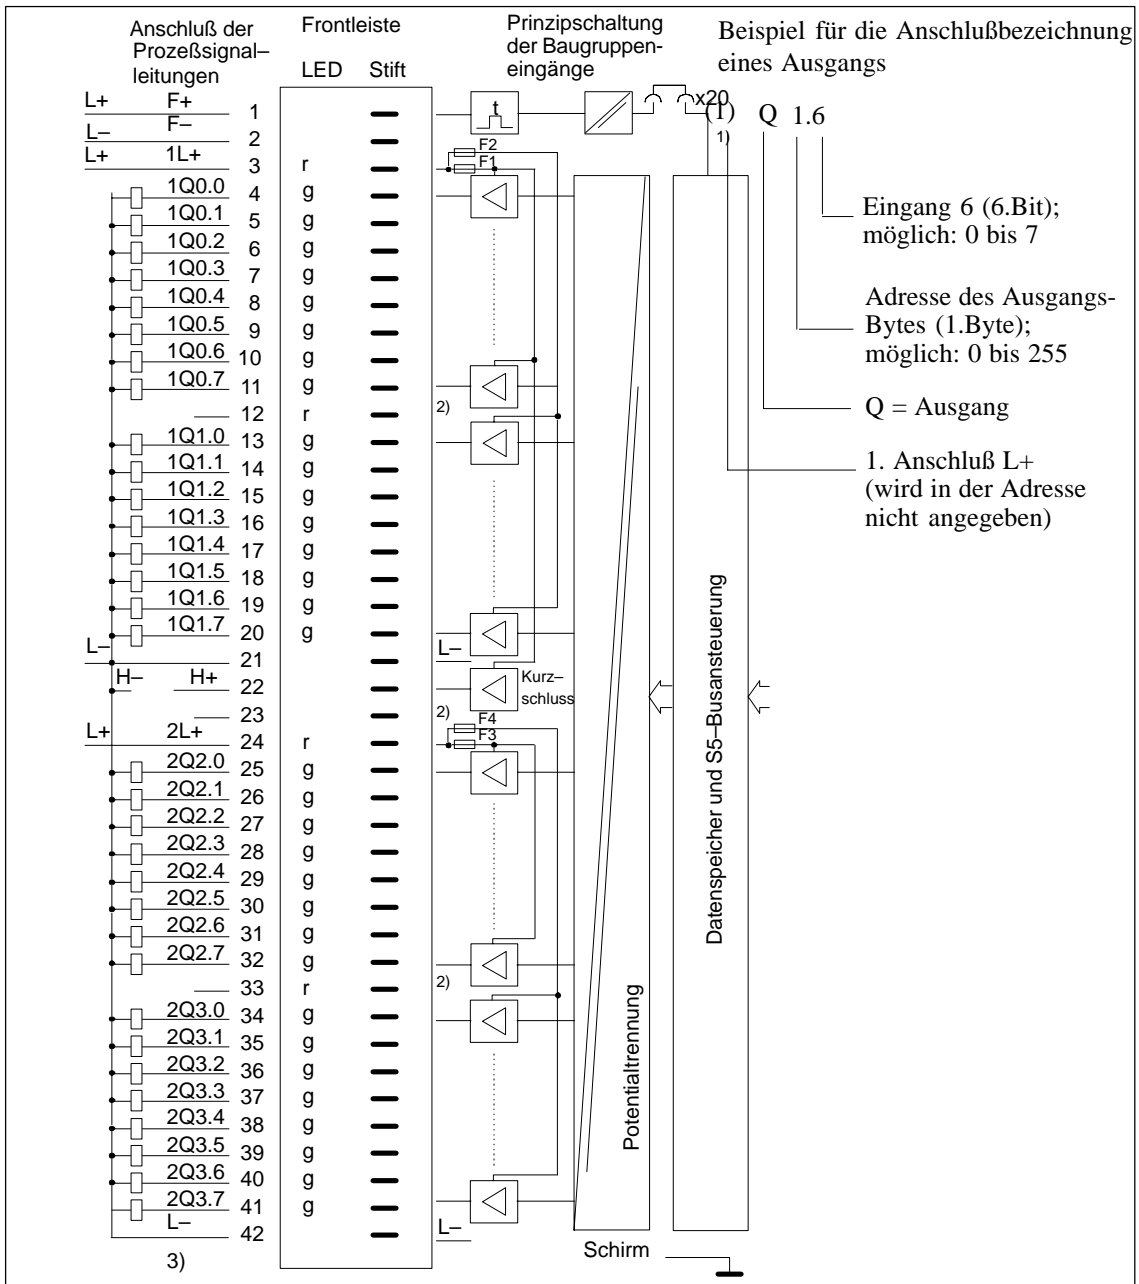 Anschluß der
Prozeßsignal–
leitungen
Frontleiste
LED Stift
Prinzipschaltung
der Baugruppen-
eingänge
Beispiel für die Anschlußbezeichnung
eines Ausgangs
x20
(1) Q 1.6
1)
t
L+ F+ 1
L– F– 2
L+ 1L+ 3 r
F2
F1
1Q0.0 4 g
1Q0.1 5 g
1Q0.2 6 g
1Q0.3 7 g
1Q0.4 8 g
1Q0.5 9 g
1Q0.6 10 g
1Q0.7 11 g
2)
12 r
1Q1.0 13 g
1Q1.1 14 g
1Q1.2 15 g
1Q1.3 16 g
1Q1.4 17 g
1Q1.5 18 g
1Q1.6 19 g
1Q1.7 20 g
L– 21 L–
H– H+ 22
Kurz–
schluss
23 2)
L+ 2L+ 24 r
F4
F3
2Q2.0 25 g
2Q2.1 26 g
2Q2.2 27 g
2Q2.3 28 g
2Q2.4 29 g
2Q2.5 30 g
2Q2.6 31 g
2Q2.7 32 g
33 r 2)
2Q3.0 34 g
2Q3.1 35 g
2Q3.2 36 g
2Q3.3 37 g
2Q3.4 38 g
2Q3.5 39 g
2Q3.6 40 g
2Q3.7 41 g
L– 42 L–
3)
Potentialtrennung
Datenspeicher und S5–Busansteuerung
Schirm
Eingang 6 (6.Bit);
möglich: 0 bis 7
Adresse des Ausgangs-
Bytes (1.Byte);
möglich: 0 bis 255
Q = Ausgang
1. Anschluß L+
(wird in der Adresse
nicht angegeben)